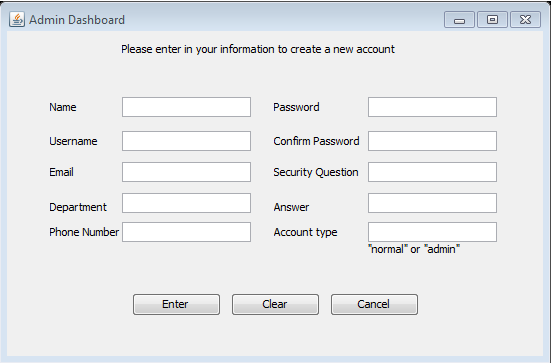 Admin Dashboard
Please enter in your information to create a new account
Name
Password
Username
Confirm Password
Email
Security Question
Department
Answer
Phone Number
Account type
"normal" or "admin"
Enter
Clear
Cancel